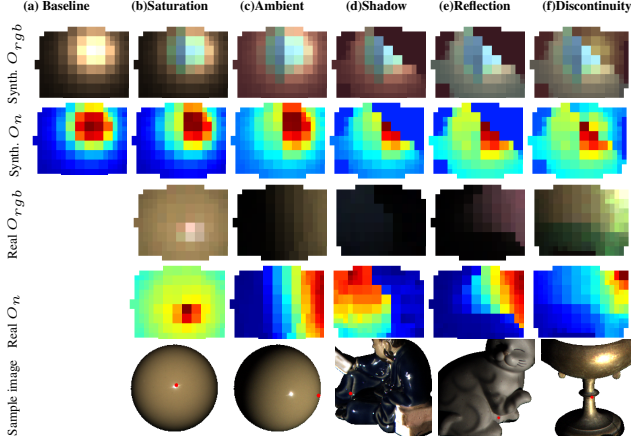 (a) Baseline (b)Saturation (c)Ambient (d)Shadow (e)Reflection (f)Discontinuity
Synth. O_rgb
Synth. O_n
Real O_rgb
Real O_n
Sample image